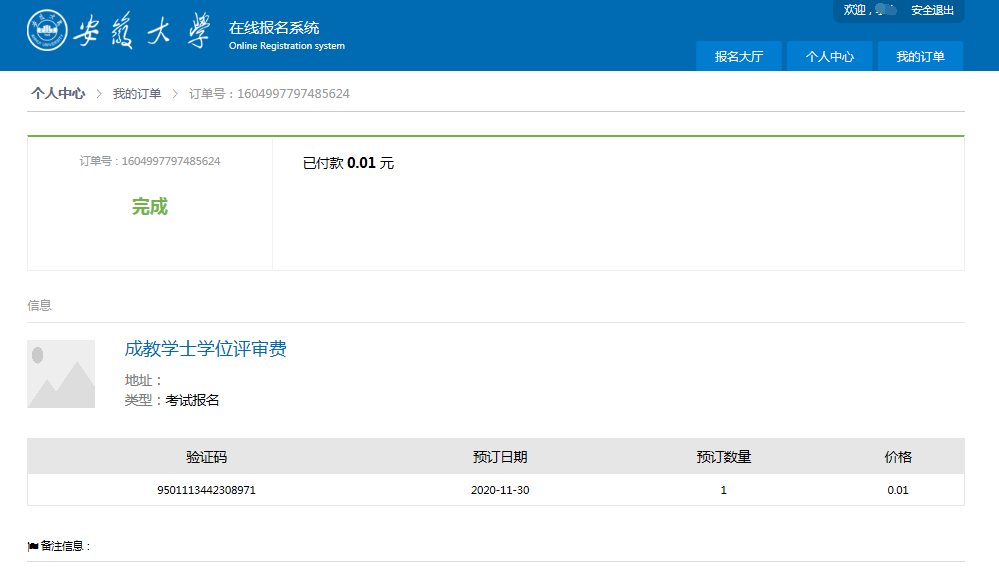 欢迎， 安全退出
安徽大学 在线报名系统
Online Registration system
报名大厅 个人中心 我的订单
个人中心 > 我的订单 > 订单号：1604997797485624
订单号：1604997797485624
已付款 0.01 元
完成
信息
成教学士学位评审费
地址：
类型：考试报名
验证码 预订日期 预订数量 价格
9501113442308971 2020-11-30 1 0.01
备注信息：